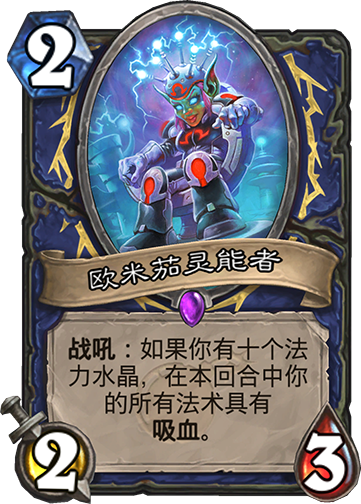 2
欧米茄灵能者
战吼：如果你有十个法
力水晶，在本回合中你
的所有法术具有
吸血。
2
3